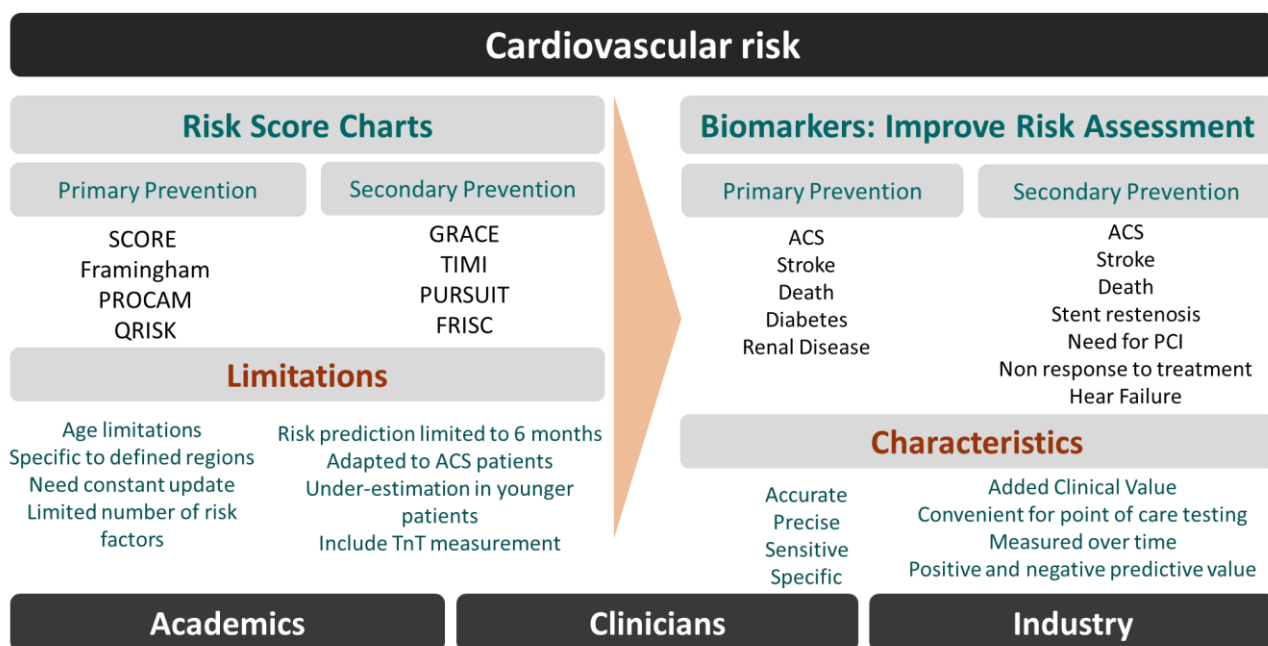 Cardiovascular risk
Risk Score Charts
Primary Prevention
Secondary Prevention
SCORE
Framingham
PROCAM
QRISK
GRACE
TIMI
PURSUIT
FRISC
Limitations
Age limitations
Specific to defined regions
Need constant update
Limited number of risk
factors
Risk prediction limited to 6 months
Adapted to ACS patients
Under-estimation in younger
patients
Include TnT measurement
Biomarkers: Improve Risk Assessment
Primary Prevention
Secondary Prevention
ACS
Stroke
Death
Diabetes
Renal Disease
ACS
Stroke
Death
Stent restenosis
Need for PCI
Non response to treatment
Hear Failure
Characteristics
Accurate
Precise
Sensitive
Specific
Added Clinical Value
Convenient for point of care testing
Measured over time
Positive and negative predictive value
Academics
Clinicians
Industry